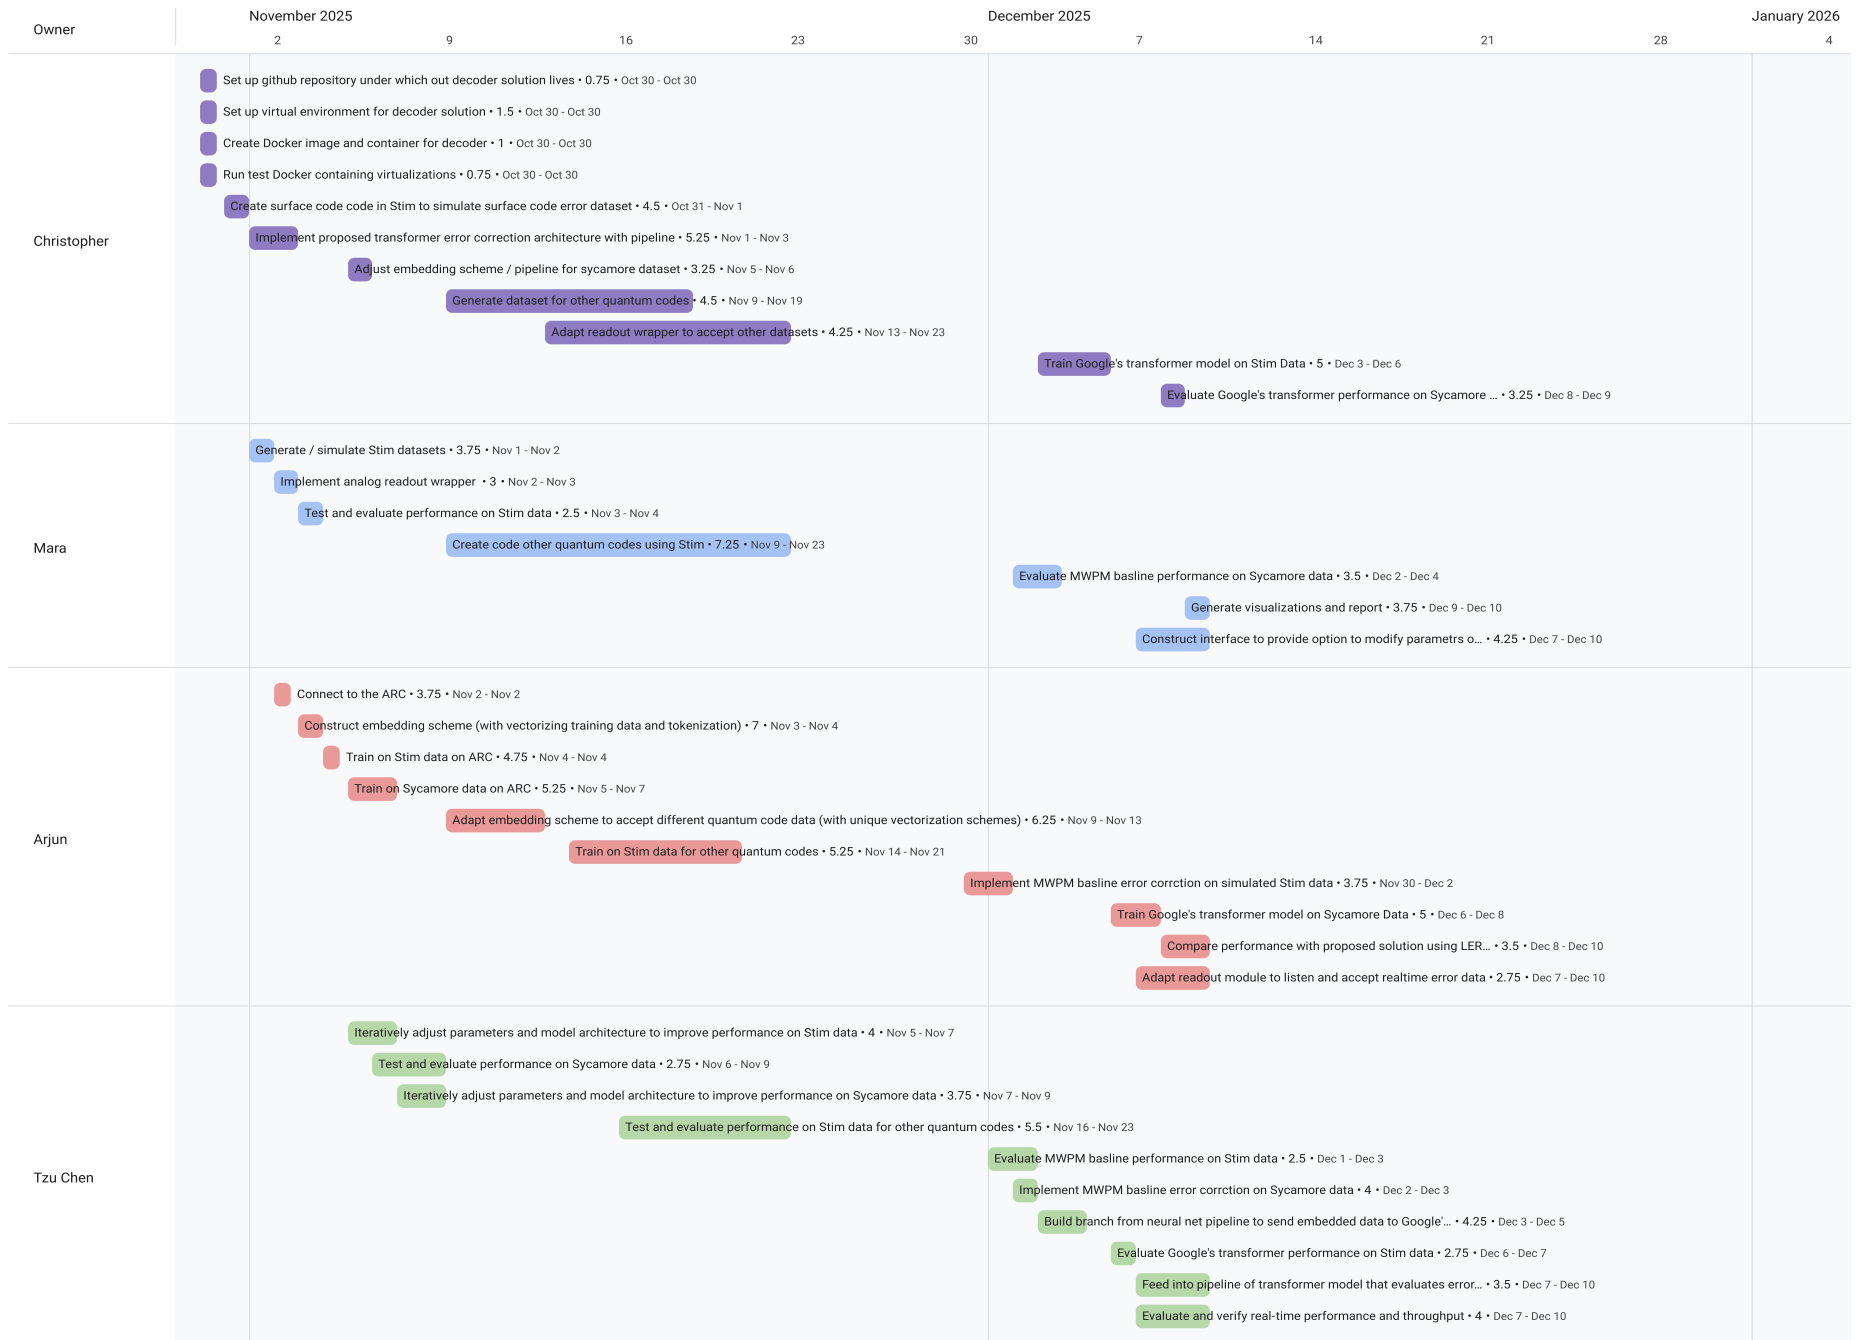 Owner
November 2025 December 2025 January 2026
2 9 16 23 30 7 14 21 28 4
Christopher
Set up github repository under which out decoder solution lives • 0.75 • Oct 30 - Oct 30
Set up virtual environment for decoder solution • 1.5 • Oct 30 - Oct 30
Create Docker image and container for decoder • 1 • Oct 30 - Oct 30
Run test Docker containing virtualizations • 0.75 • Oct 30 - Oct 30
Create surface code code in Stim to simulate surface code error dataset • 4.5 • Oct 31 - Nov 1
Implement proposed transformer error correction architecture with pipeline • 5.25 • Nov 1 - Nov 3
Adjust embedding scheme / pipeline for sycamore dataset • 3.25 • Nov 5 - Nov 6
Generate dataset for other quantum codes • 4.5 • Nov 9 - Nov 19
Adapt readout wrapper to accept other datasets • 4.25 • Nov 13 - Nov 23
Train Google's transformer model on Stim Data • 5 • Dec 3 - Dec 6
Evaluate Google's transformer performance on Sycamore ... • 3.25 • Dec 8 - Dec 9
Mara
Generate / simulate Stim datasets • 3.75 • Nov 1 - Nov 2
Implement analog readout wrapper • 3 • Nov 2 - Nov 3
Test and evaluate performance on Stim data • 2.5 • Nov 3 - Nov 4
Create code other quantum codes using Stim • 7.25 • Nov 9 - Nov 23
Evaluate MWPM basline performance on Sycamore data • 3.5 • Dec 2 - Dec 4
Generate visualizations and report • 3.75 • Dec 9 - Dec 10
Construct interface to provide option to modify parametrs o... • 4.25 • Dec 7 - Dec 10
Arjun
Connect to the ARC • 3.75 • Nov 2 - Nov 2
Construct embedding scheme (with vectorizing training data and tokenization) • 7 • Nov 3 - Nov 4
Train on Stim data on ARC • 4.75 • Nov 4 - Nov 4
Train on Sycamore data on ARC • 5.25 • Nov 5 - Nov 7
Adapt embedding scheme to accept different quantum code data (with unique vectorization schemes) • 6.25 • Nov 9 - Nov 13
Train on Stim data for other quantum codes • 5.25 • Nov 14 - Nov 21
Implement MWPM basline error corrction on simulated Stim data • 3.75 • Nov 30 - Dec 2
Train Google's transformer model on Sycamore Data • 5 • Dec 6 - Dec 8
Compare performance with proposed solution using LER... • 3.5 • Dec 8 - Dec 10
Adapt readout module to listen and accept realtime error data • 2.75 • Dec 7 - Dec 10
Tzu Chen
Iteratively adjust parameters and model architecture to improve performance on Stim data • 4 • Nov 5 - Nov 7
Test and evaluate performance on Sycamore data • 2.75 • Nov 6 - Nov 9
Iteratively adjust parameters and model architecture to improve performance on Sycamore data • 3.75 • Nov 7 - Nov 9
Test and evaluate performance on Stim data for other quantum codes • 5.5 • Nov 16 - Nov 23
Evaluate MWPM basline performance on Stim data • 2.5 • Dec 1 - Dec 3
Implement MWPM basline error corrction on Sycamore data • 4 • Dec 2 - Dec 3
Build branch from neural net pipeline to send embedded data to Google'... • 4.25 • Dec 3 - Dec 5
Evaluate Google's transformer performance on Stim data • 2.75 • Dec 6 - Dec 7
Feed into pipeline of transformer model that evaluates error... • 3.5 • Dec 7 - Dec 10
Evaluate and verify real-time performance and throughput • 4 • Dec 7 - Dec 10